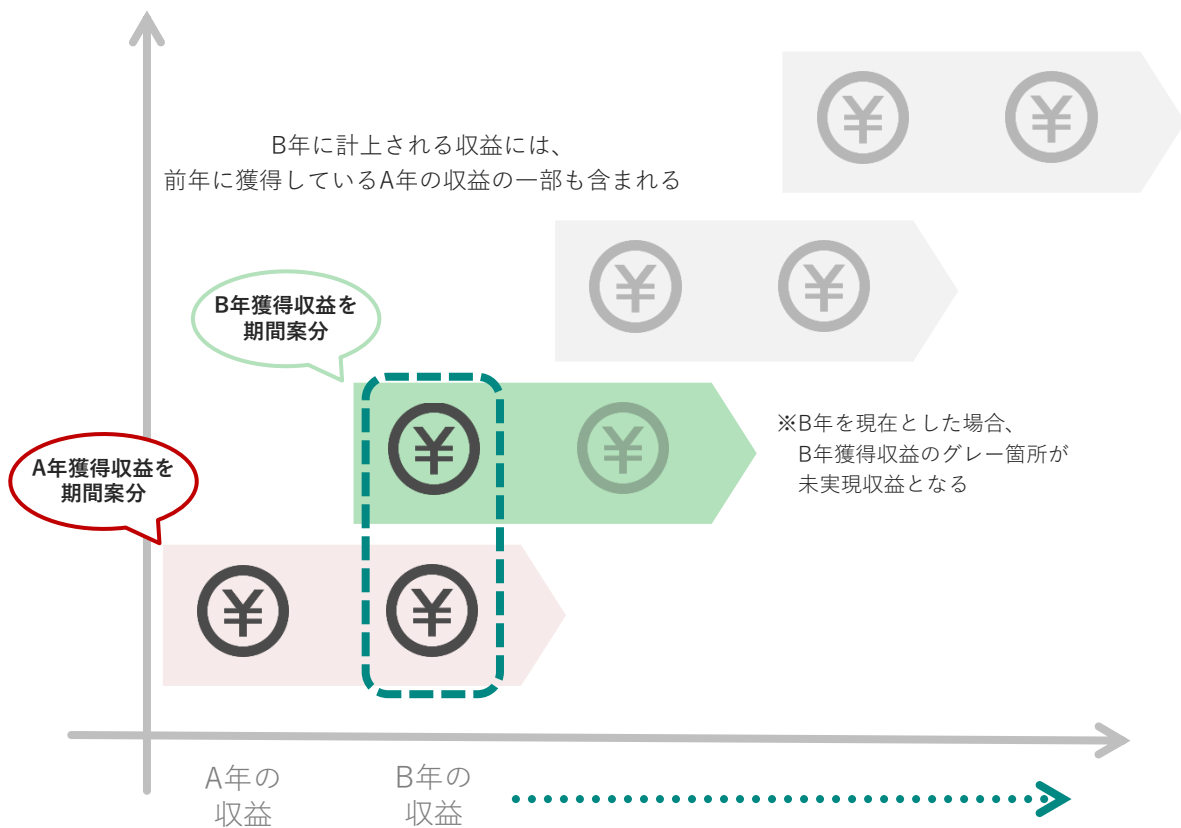 B年に計上される収益には、
前年に獲得しているA年の収益の一部も含まれる
B年獲得収益を
期間案分
A年獲得収益を
期間案分
※B年を現在とした場合、
B年獲得収益のグレー箇所が
未実現収益となる
¥ ¥
¥ ¥
¥ ¥
¥ ¥
A年の
収益
B年の
収益